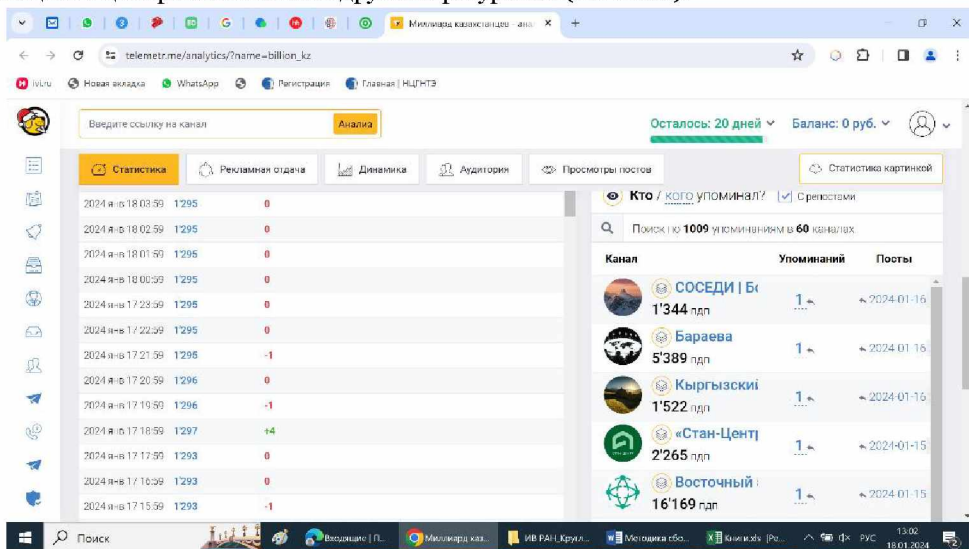 Миллиард казахстанцев - ана
telemetr.me/analytics/?name=billion_kz
ivi.ru
Новая вкладка
WhatsApp
Регистрация
Главная | НЦГНТЭ
Введите ссылку на канал
Анализ
Осталось: 20 дней
Баланс: 0 руб.
Статистика
Рекламная отдача
Динамика
Аудитория
Просмотры постов
Статистика картинкой
2024 янв 18 03:59 1'295 0
2024 янв 18 02:59 1'295 0
2024 янв 18 01:59 1'295 0
2024 янв 18 00:59 1'295 0
2024 янв 17 23:59 1'295 0
2024 янв 17 22:59 1'295 0
2024 янв 17 21:59 1'295 -1
2024 янв 17 20:59 1'296 0
2024 янв 17 19:59 1'296 -1
2024 янв 17 18:59 1'297 +4
2024 янв 17 17:59 1'293 0
2024 янв 17 16:59 1'293 0
2024 янв 17 15:59 1'293 -1
Кто / кого упоминал? С репостами
Поиск по 1009 упоминаниям в 60 каналах
Канал Упоминаний Посты
СОСЕДИ | Бо
1'344 пдп 1 2024-01-16
Бараева
5'389 пдп 1 2024-01-16
Кыргызский
1'522 пдп 1 2024-01-16
«Стан-Центр
2'265 пдп 1 2024-01-15
Восточный
16'169 пдп 1 2024-01-15
Поиск
Входящие | П...
Миллиард каз...
ИВ РАН_Кругл...
Методика сбо...
Книги.xls [Ре...
РУС
13:02
18.01.2024